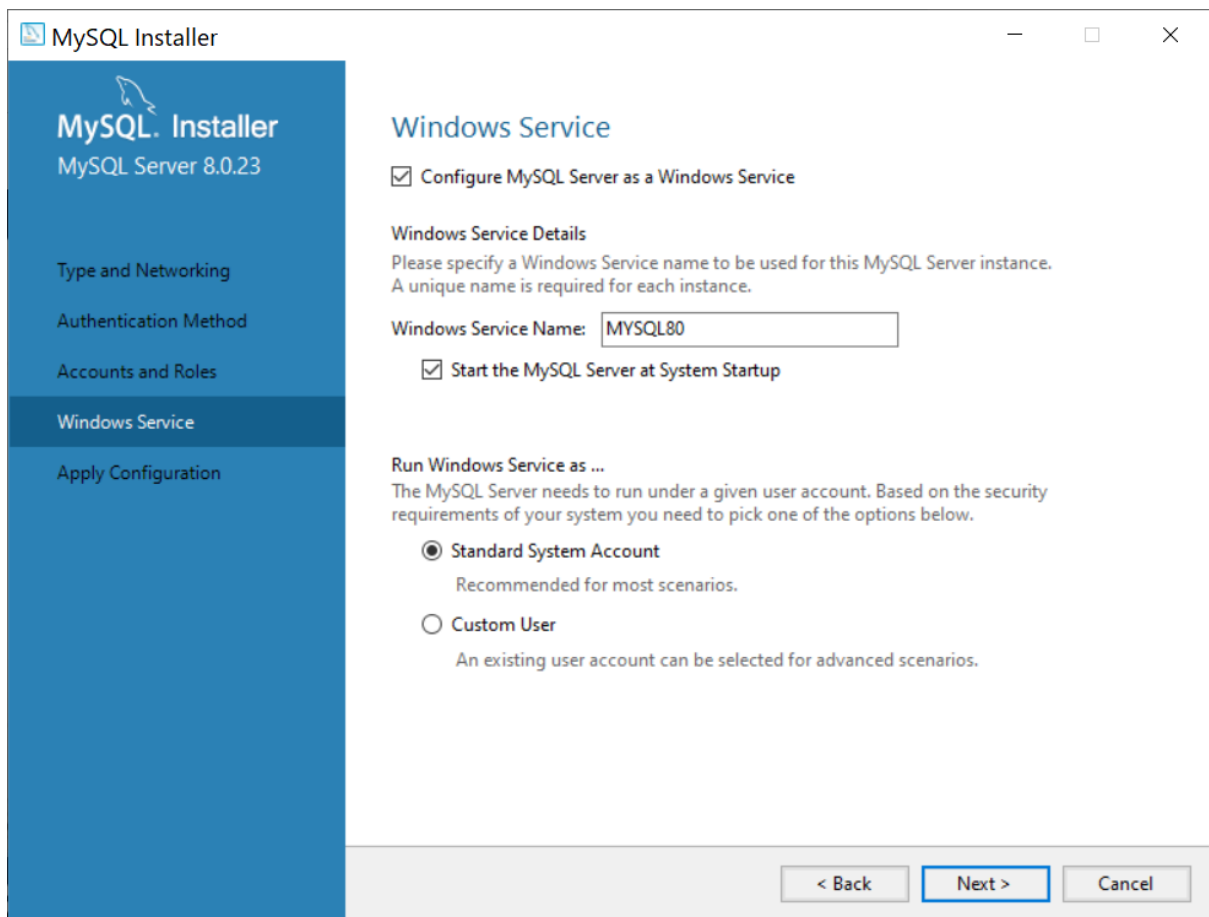 MySQL Installer
MySQL. Installer
MySQL Server 8.0.23
Type and Networking
Authentication Method
Accounts and Roles
Windows Service
Apply Configuration
Windows Service
Configure MySQL Server as a Windows Service
Windows Service Details
Please specify a Windows Service name to be used for this MySQL Server instance.
A unique name is required for each instance.
Windows Service Name: MYSQL80
Start the MySQL Server at System Startup
Run Windows Service as ...
The MySQL Server needs to run under a given user account. Based on the security
requirements of your system you need to pick one of the options below.
Standard System Account
Recommended for most scenarios.
Custom User
An existing user account can be selected for advanced scenarios.
< Back Next > Cancel